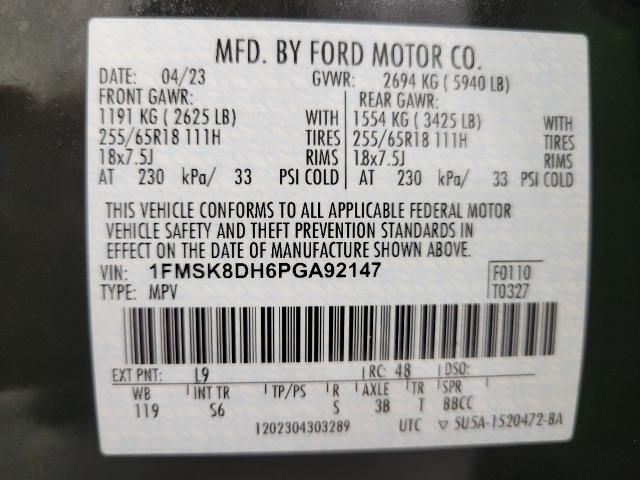 MFD. BY FORD MOTOR CO.
DATE: 04/23 GVWR: 2694 KG ( 5940 LB)
FRONT GAWR: REAR GAWR:
1191 KG ( 2625 LB) WITH 1554 KG ( 3425 LB) WITH
255/65R18 111H TIRES 255/65R18 111H TIRES
18x7.5J RIMS 18x7.5J RIMS
AT 230 kPa/ 33 PSI COLD AT 230 kPa/ 33 PSI COLD
THIS VEHICLE CONFORMS TO ALL APPLICABLE FEDERAL MOTOR
VEHICLE SAFETY AND THEFT PREVENTION STANDARDS IN
EFFECT ON THE DATE OF MANUFACTURE SHOWN ABOVE.
VIN: 1FMSK8DH6PGA92147 F0110
TYPE: MPV T0327
EXT PNT: L9 RC: 48 DSO:
WB INT TR TP/PS R AXLE TR SPR
119 S6 S 3B T BBCC
1202304303289 UTC ▽ 5U5A-1520472-BA